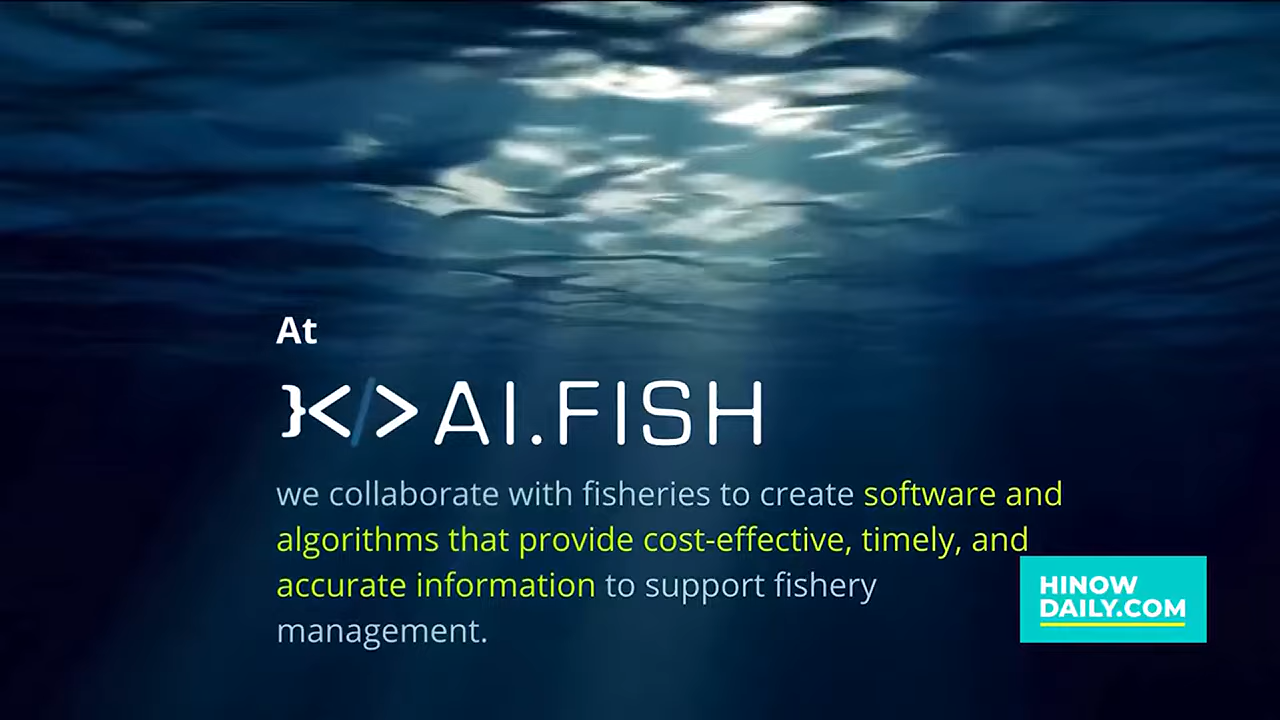 At
}</> AI.FISH
we collaborate with fisheries to create software and
algorithms that provide cost-effective, timely, and
accurate information to support fishery
management.
HINOW
DAILY.COM